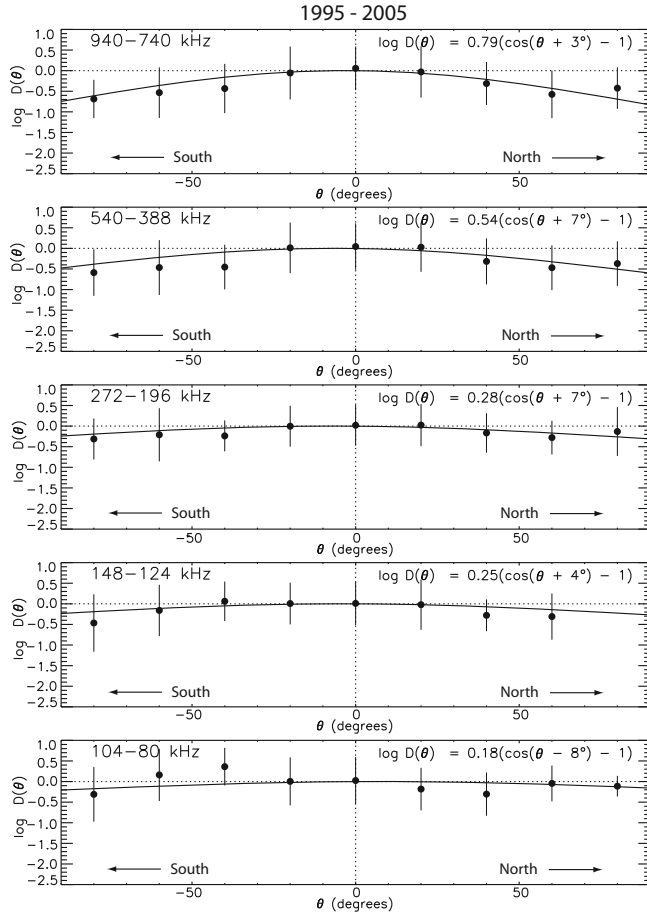 1995 - 2005
940–740 kHz
log D(θ) = 0.79(cos(θ + 3°) – 1)
1.0
0.5
0.0
−0.5
−1.0
−1.5
−2.0
−2.5
log D(θ)
South
North
−50
0
50
θ (degrees)
540–388 kHz
log D(θ) = 0.54(cos(θ + 7°) – 1)
1.0
0.5
0.0
−0.5
−1.0
−1.5
−2.0
−2.5
log D(θ)
South
North
−50
0
50
θ (degrees)
272–196 kHz
log D(θ) = 0.28(cos(θ + 7°) – 1)
1.0
0.5
0.0
−0.5
−1.0
−1.5
−2.0
−2.5
log D(θ)
South
North
−50
0
50
θ (degrees)
148–124 kHz
log D(θ) = 0.25(cos(θ + 4°) – 1)
1.0
0.5
0.0
−0.5
−1.0
−1.5
−2.0
−2.5
log D(θ)
South
North
−50
0
50
θ (degrees)
104–80 kHz
log D(θ) = 0.18(cos(θ − 8°) – 1)
1.0
0.5
0.0
−0.5
−1.0
−1.5
−2.0
−2.5
log D(θ)
South
North
−50
0
50
θ (degrees)